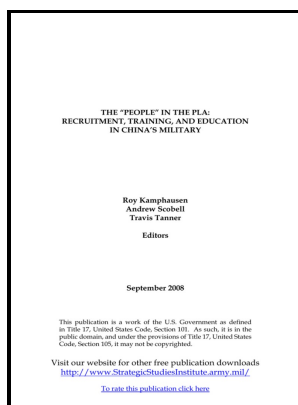 THE “PEOPLE” IN THE PLA:
RECRUITMENT, TRAINING, AND EDUCATION
IN CHINA’S MILITARY
Roy Kamphausen
Andrew Scobell
Travis Tanner
Editors
September 2008
This publication is a work of the U.S. Government as defined
in Title 17, United States Code, Section 101. As such, it is in the
public domain, and under the provisions of Title 17, United States
Code, Section 105, it may not be copyrighted.
Visit our website for other free publication downloads
http://www.StrategicStudiesInstitute.army.mil/
To rate this publication click here